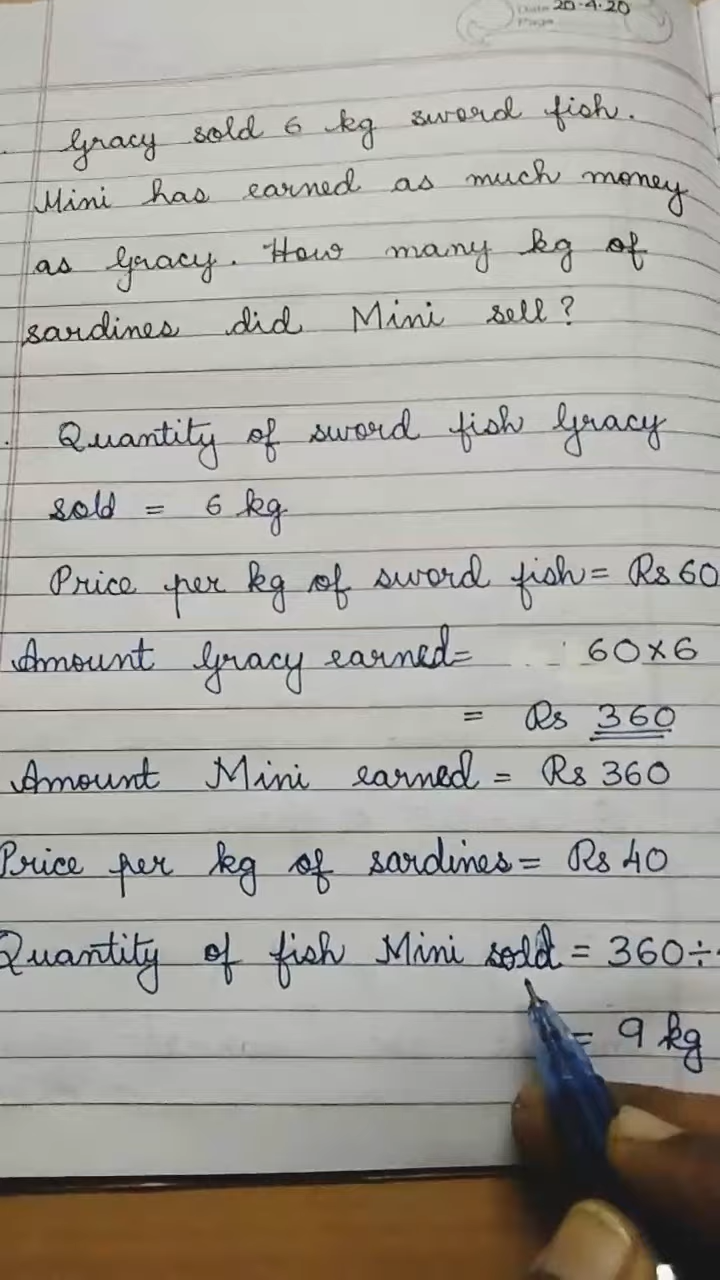 Date 20.4.20
Page
Gracy sold 6 kg sword fish.
Mini has earned as much money
as Gracy. How many kg of
sardines did Mini sell?
Quantity of sword fish Gracy
sold = 6 kg
Price per kg of sword fish = Rs 60
Amount Gracy earned = 60×6
= Rs 360
Amount Mini earned = Rs 360
Price per kg of sardines = Rs 40
Quantity of fish Mini sold = 360÷
= 9 kg